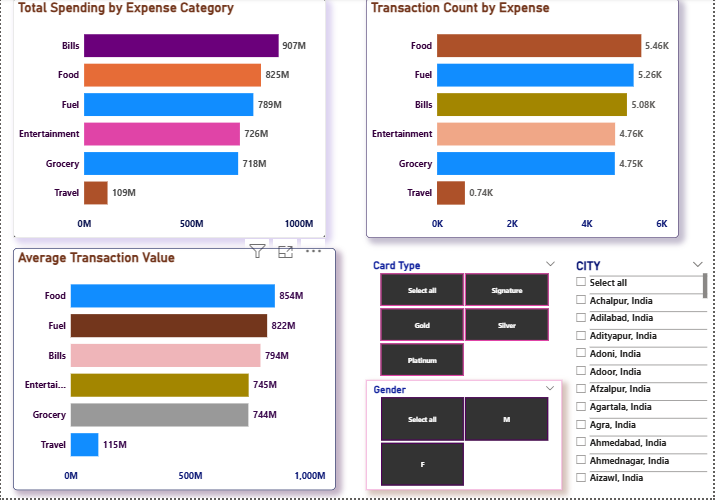 Total Spending by Expense Category
Bills 907M
Food 825M
Fuel 789M
Entertainment 726M
Grocery 718M
Travel 109M
0M 500M 1000M
Transaction Count by Expense
Food 5.46K
Fuel 5.26K
Bills 5.08K
Entertainment 4.76K
Grocery 4.75K
Travel 0.74K
0K 2K 4K 6K
Average Transaction Value
Food 854M
Fuel 822M
Bills 794M
Entertai... 745M
Grocery 744M
Travel 115M
0M 500M 1,000M
Card Type
Select all Signature
Gold Silver
Platinum
Gender
Select all M
F
CITY
Select all
Achalpur, India
Adilabad, India
Adityapur, India
Adoni, India
Adoor, India
Afzalpur, India
Agartala, India
Agra, India
Ahmedabad, India
Ahmednagar, India
Aizawl, India